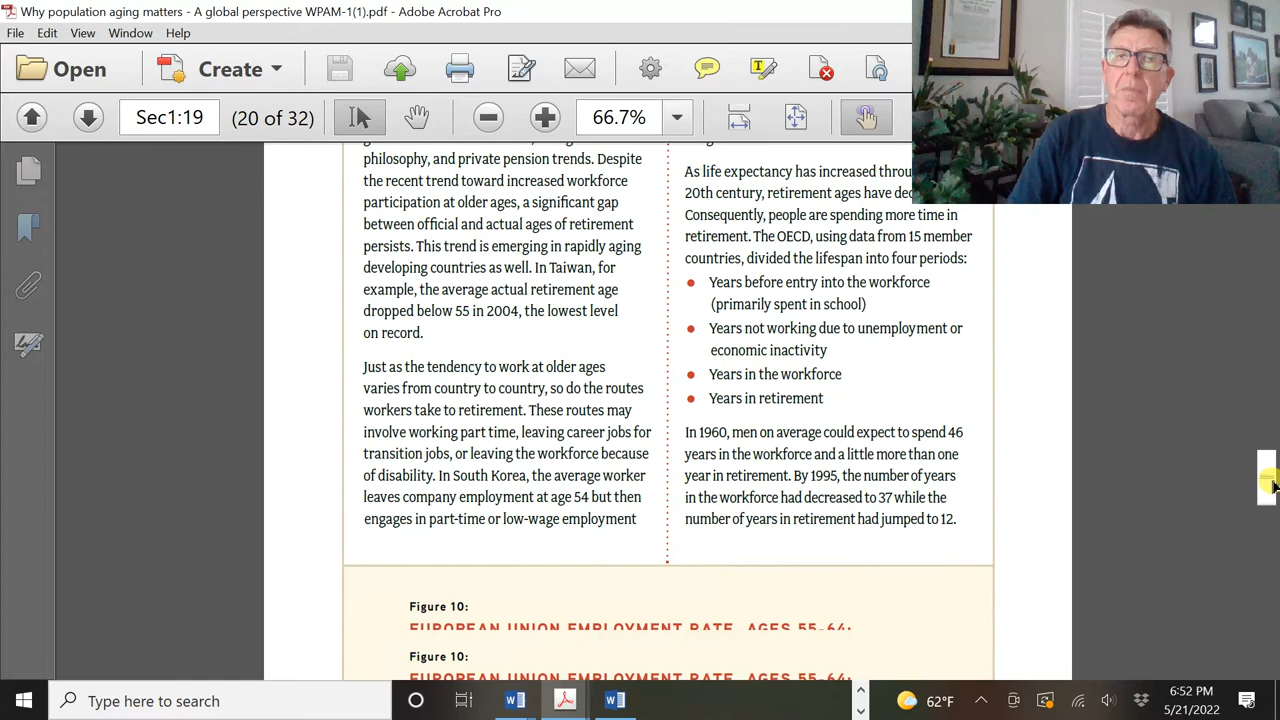 Why population aging matters - A global perspective WPAM-1(1).pdf - Adobe Acrobat Pro
File Edit View Window Help
Open Create
Sec1:19 (20 of 32) 66.7%
philosophy, and private pension trends. Despite
the recent trend toward increased workforce
participation at older ages, a significant gap
between official and actual ages of retirement
persists. This trend is emerging in rapidly aging
developing countries as well. In Taiwan, for
example, the average actual retirement age
dropped below 55 in 2004, the lowest level
on record.
Just as the tendency to work at older ages
varies from country to country, so do the routes
workers take to retirement. These routes may
involve working part time, leaving career jobs for
transition jobs, or leaving the workforce because
of disability. In South Korea, the average worker
leaves company employment at age 54 but then
engages in part-time or low-wage employment
As life expectancy has increased
20th century, retirement ages have
Consequently, people are spending more time in
retirement. The OECD, using data from 15 member
countries, divided the lifespan into four periods:
Years before entry into the workforce
(primarily spent in school)
Years not working due to unemployment or
economic inactivity
Years in the workforce
Years in retirement
In 1960, men on average could expect to spend 46
years in the workforce and a little more than one
year in retirement. By 1995, the number of years
in the workforce had decreased to 37 while the
number of years in retirement had jumped to 12.
Figure 10:
EUROPEAN UNION EMPLOYMENT RATE, AGES 55-64:
Figure 10:
EUROPEAN UNION EMPLOYMENT RATE, AGES 55-64:
Type here to search
62°F
6:52 PM
5/21/2022